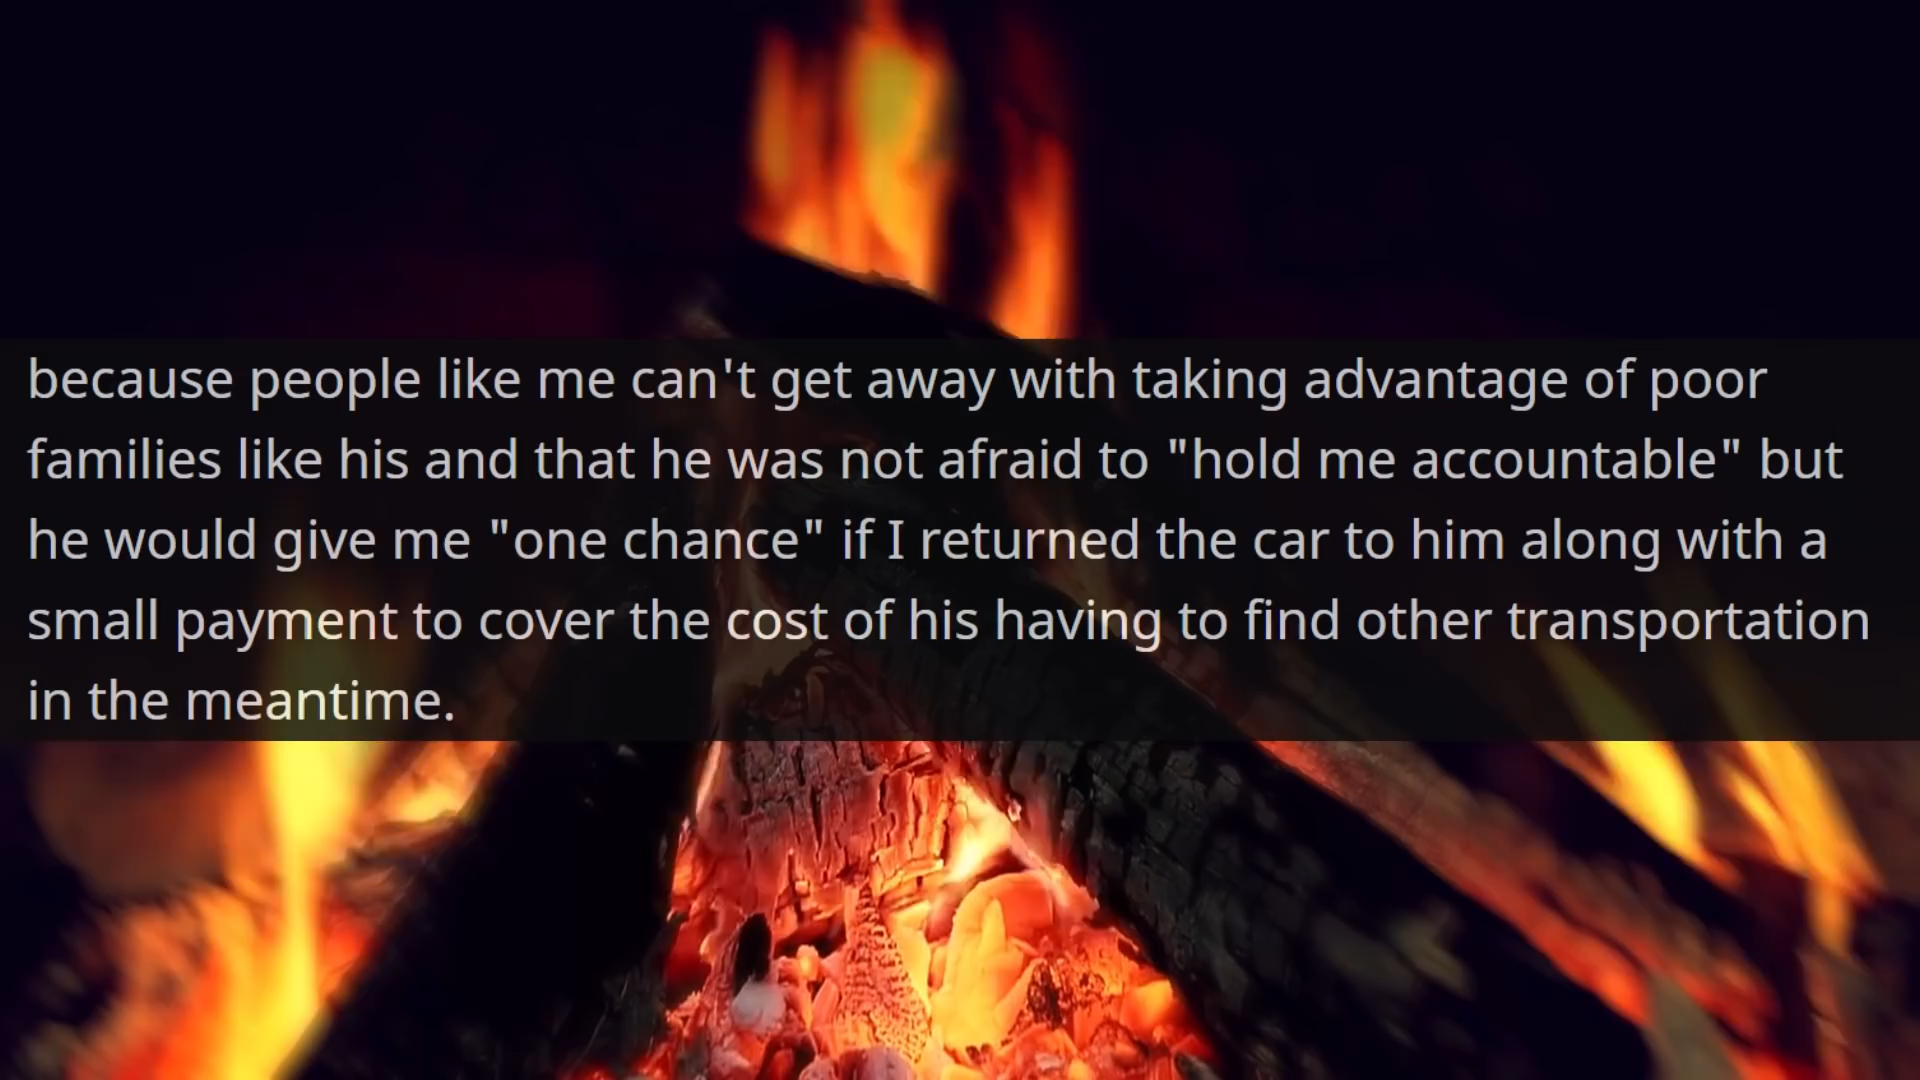 because people like me can't get away with taking advantage of poor
families like his and that he was not afraid to "hold me accountable" but
he would give me "one chance" if I returned the car to him along with a
small payment to cover the cost of his having to find other transportation
in the meantime.